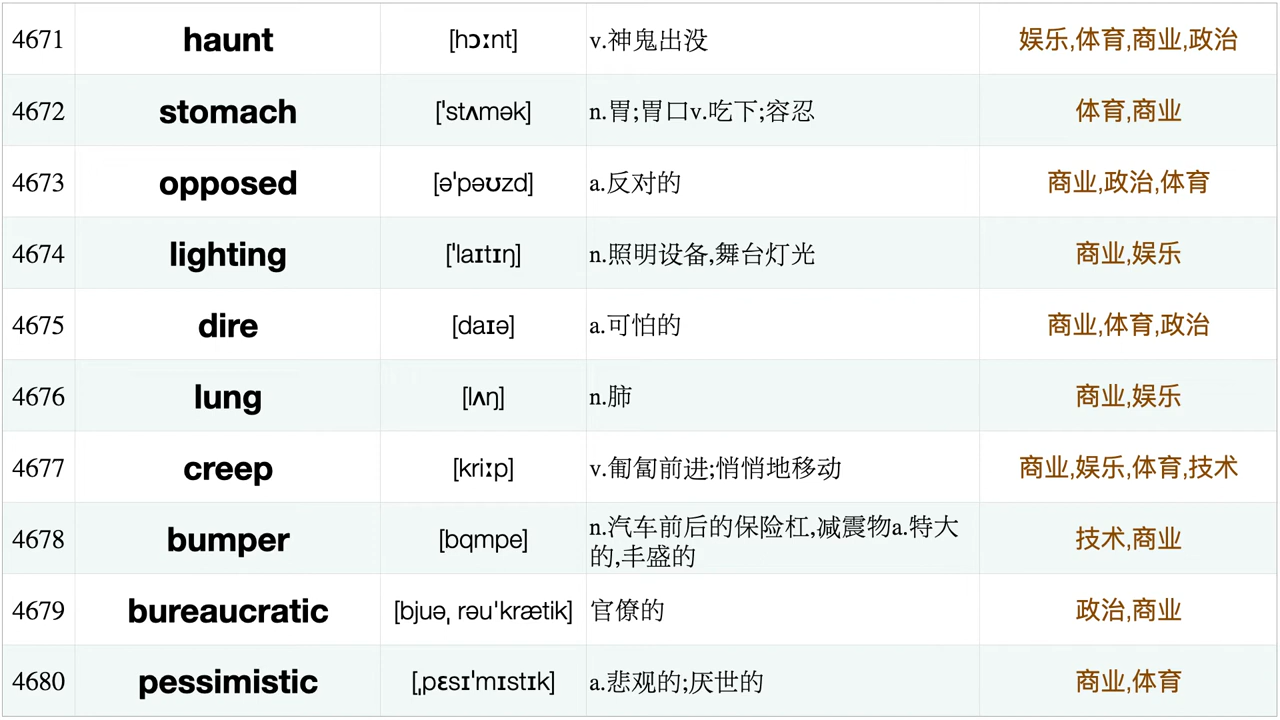 4671 haunt [hɔːnt] v.神鬼出没 娱乐,体育,商业,政治
4672 stomach [ˈstʌmək] n.胃;胃口v.吃下;容忍 体育,商业
4673 opposed [əˈpəʊzd] a.反对的 商业,政治,体育
4674 lighting [ˈlaɪtɪŋ] n.照明设备,舞台灯光 商业,娱乐
4675 dire [daɪə] a.可怕的 商业,体育,政治
4676 lung [lʌŋ] n.肺 商业,娱乐
4677 creep [kriːp] v.匍匐前进;悄悄地移动 商业,娱乐,体育,技术
4678 bumper [bqmpe] n.汽车前后的保险杠,减震物a.特大
的,丰盛的 技术,商业
4679 bureaucratic [bjuəˌ rəu'krætik] 官僚的 政治,商业
4680 pessimistic [ˌpɛsɪˈmɪstɪk] a.悲观的;厌世的 商业,体育